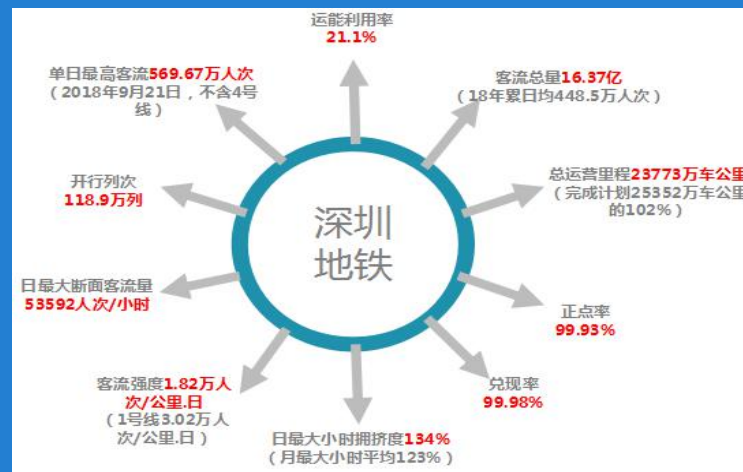 运能利用率
21.1%
单日最高客流569.67万人次
（2018年9月21日，不含4号
线）
客流总量16.37亿
（18年累日均448.5万人次）
开行列次
118.9万列
总运营里程23773万车公里
（完成计划25352万车公里
的102%）
深圳
地铁
日最大断面客流量
53592人次/小时
正点率
99.93%
客流强度1.82万人
次/公里.日
（1号线3.02万人
次/公里.日）
兑现率
99.98%
日最大小时拥挤度134%
（月最大小时平均123%）